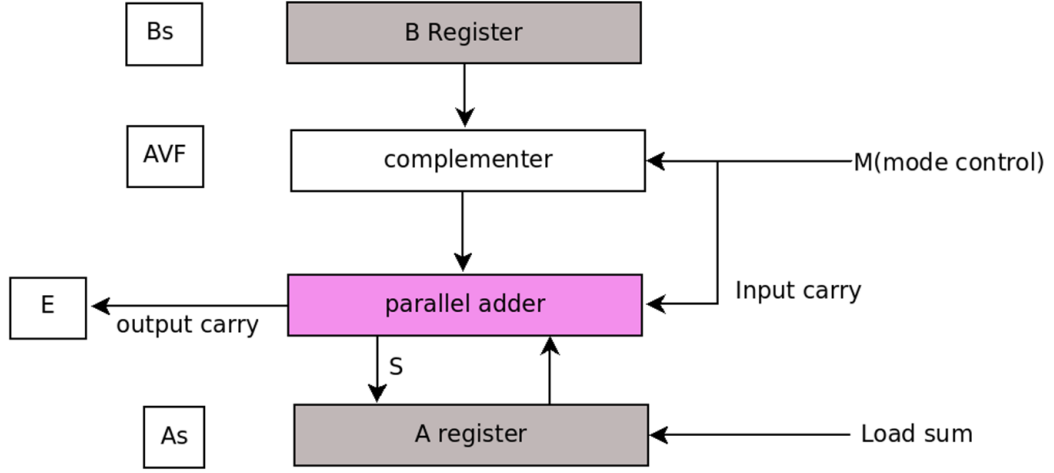 Bs
B Register
AVF
complementer
M(mode control)
E
output carry
parallel adder
Input carry
S
As
A register
Load sum